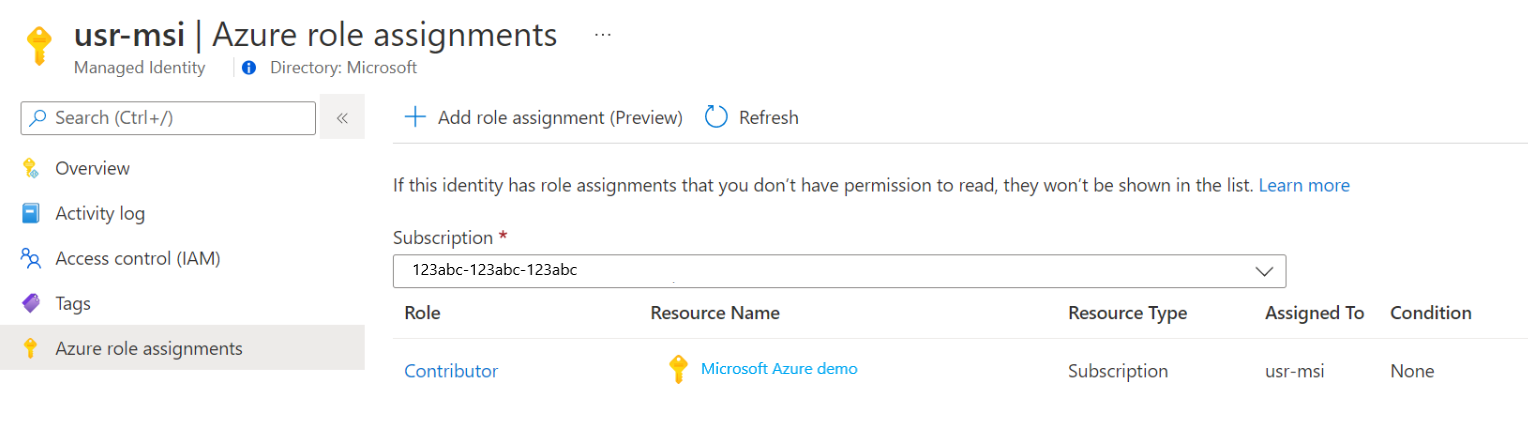 usr-msi | Azure role assignments ...
Managed Identity Directory: Microsoft
Search (Ctrl+/) «
Overview
Activity log
Access control (IAM)
Tags
Azure role assignments
Add role assignment (Preview) Refresh
If this identity has role assignments that you don't have permission to read, they won't be shown in the list. Learn more
Subscription *
123abc-123abc-123abc
Role Resource Name Resource Type Assigned To Condition
Contributor Microsoft Azure demo Subscription usr-msi None